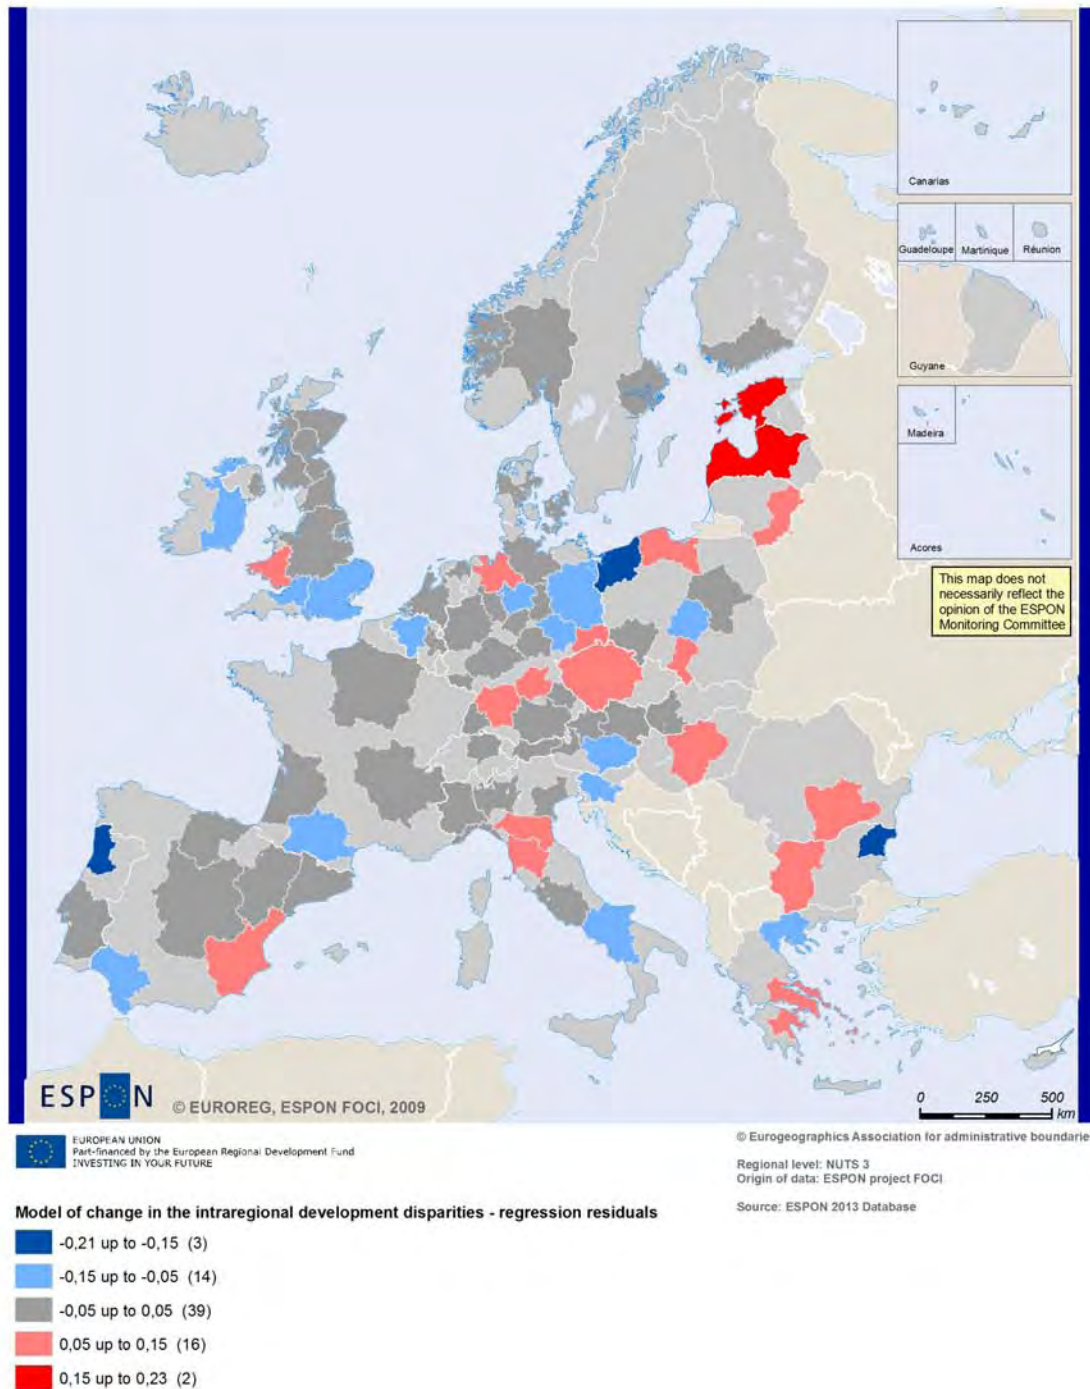 Canarias
Guadeloupe
Martinique
Réunion
Guyane
Madeira
Acores
This map does not
necessarily reflect the
opinion of the ESPON
Monitoring Committee
ESPON
© EUROREG, ESPON FOCI, 2009
0 250 500
km
EUROPEAN UNION
Part-financed by the European Regional Development Fund
INVESTING IN YOUR FUTURE
© Eurogeographics Association for administrative boundarie
Regional level: NUTS 3
Origin of data: ESPON project FOCI
Source: ESPON 2013 Database
Model of change in the intraregional development disparities - regression residuals
-0,21 up to -0,15 (3)
-0,15 up to -0,05 (14)
-0,05 up to 0,05 (39)
0,05 up to 0,15 (16)
0,15 up to 0,23 (2)